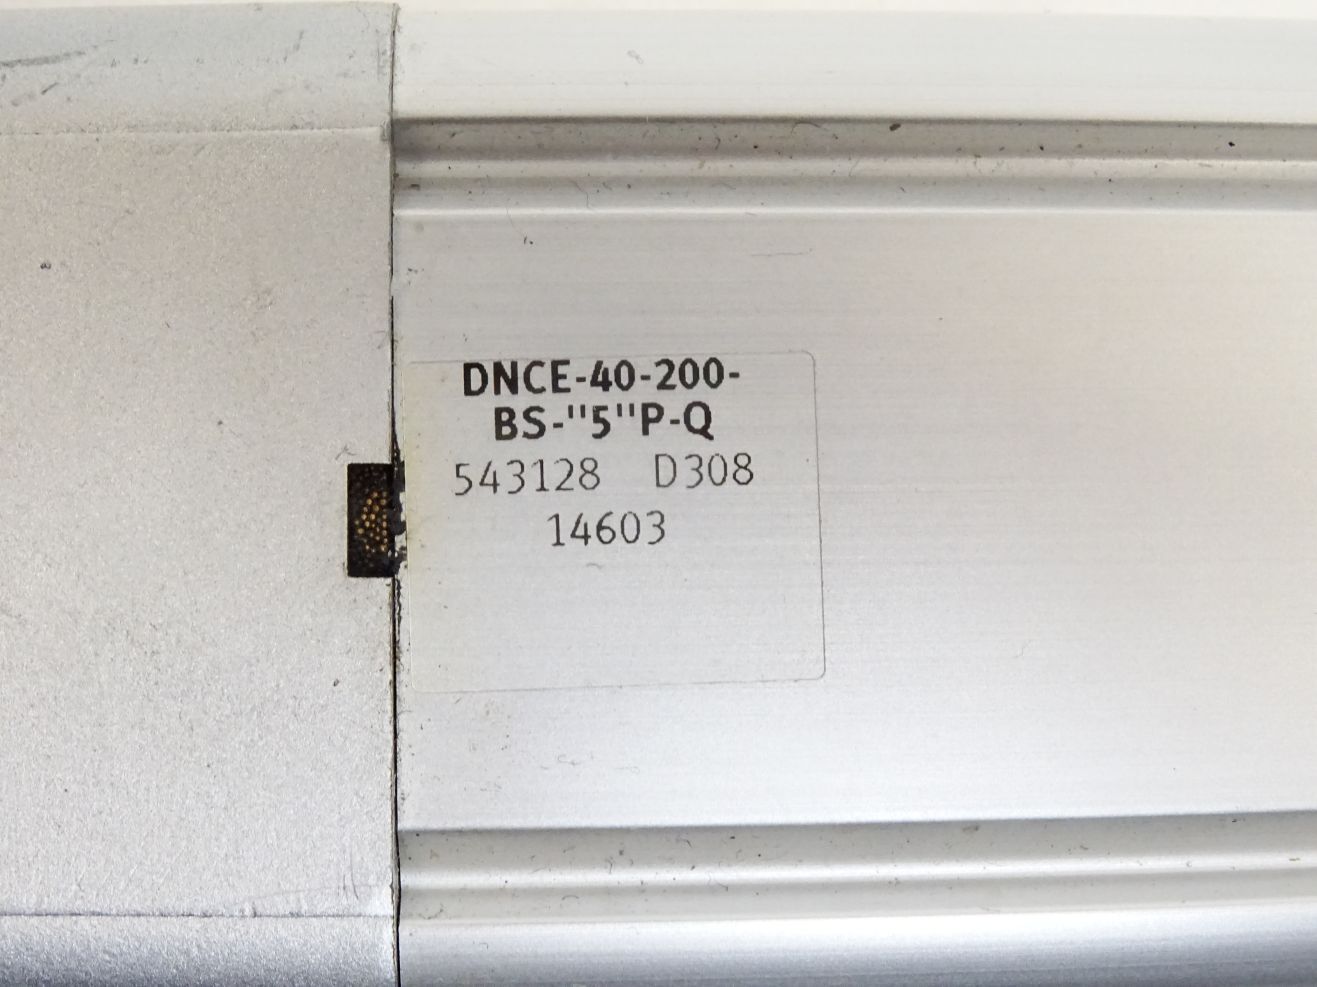 DNCE-40-200-
BS-"5"P-Q
543128 D308
14603